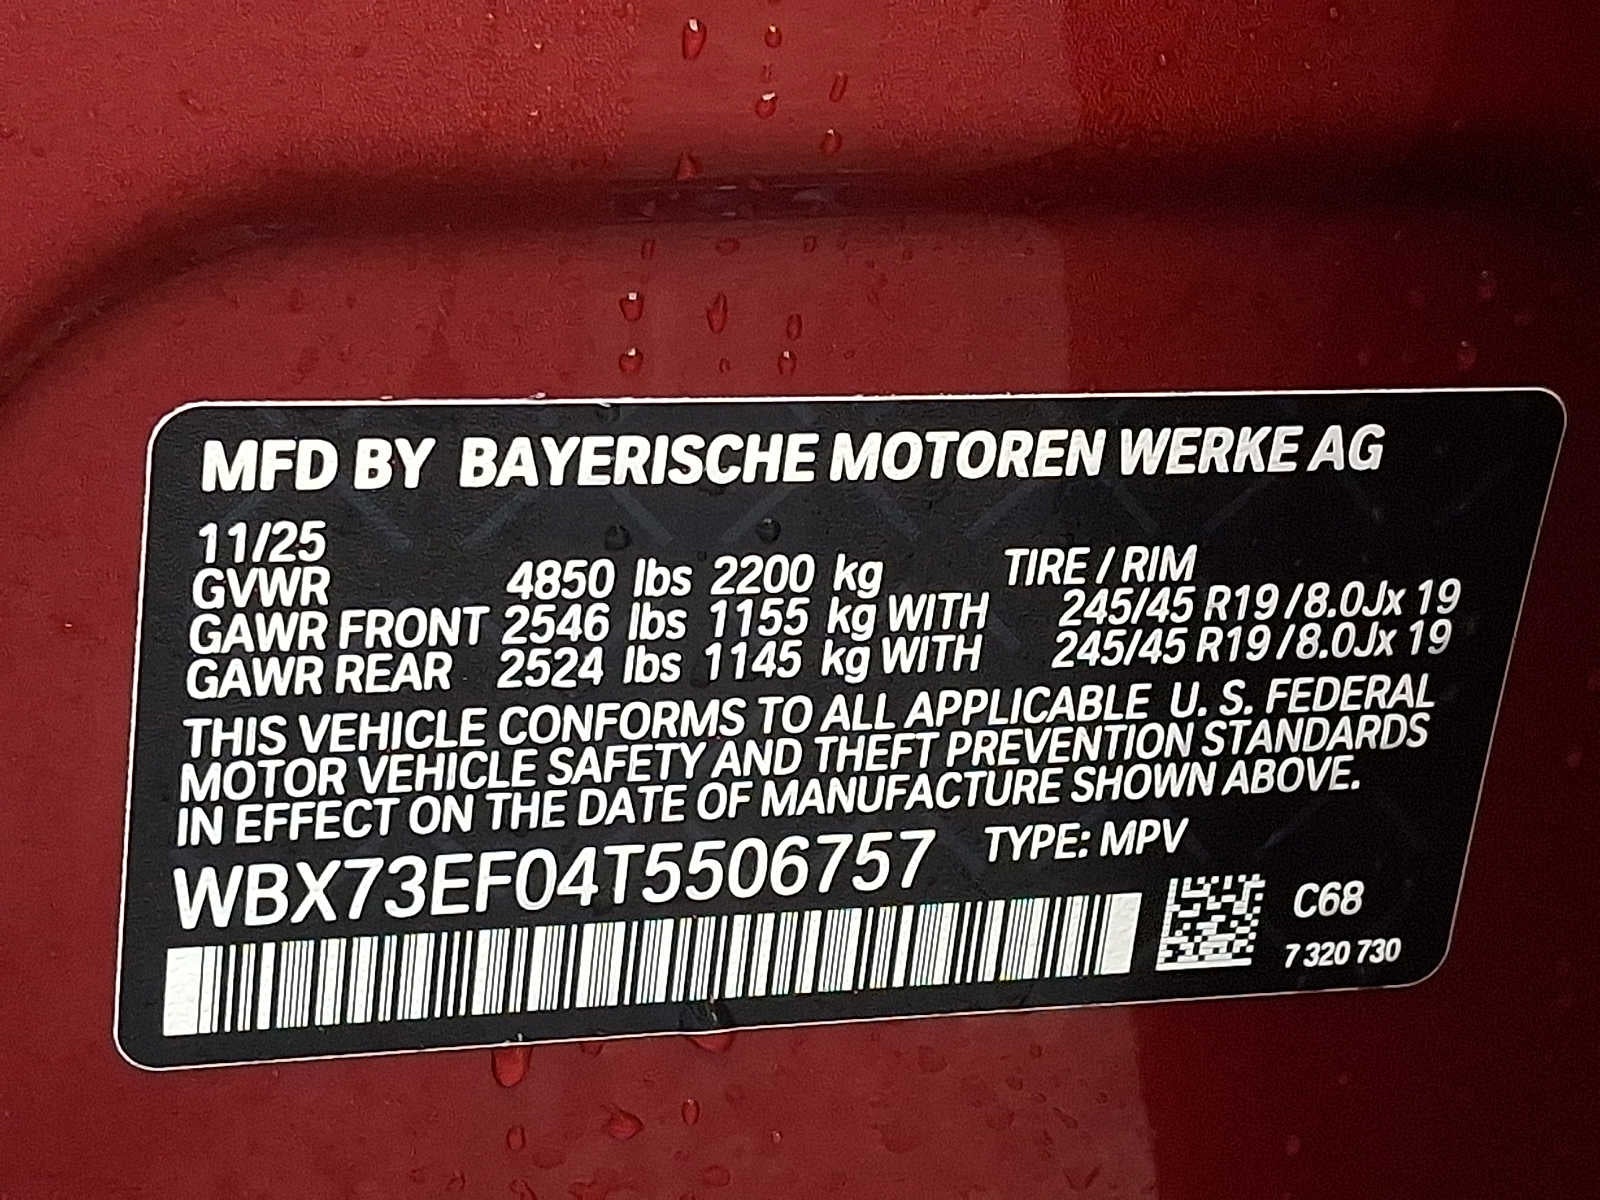 MFD BY BAYERISCHE MOTOREN WERKE AG
11/25
GVWR 4850 lbs 2200 kg TIRE / RIM
GAWR FRONT 2546 lbs 1155 kg WITH 245/45 R19 / 8.0Jx 19
GAWR REAR 2524 lbs 1145 kg WITH 245/45 R19 / 8.0Jx 19
THIS VEHICLE CONFORMS TO ALL APPLICABLE U. S. FEDERAL
MOTOR VEHICLE SAFETY AND THEFT PREVENTION STANDARDS
IN EFFECT ON THE DATE OF MANUFACTURE SHOWN ABOVE.
WBX73EF04T5506757 TYPE: MPV
C68
7 320 730